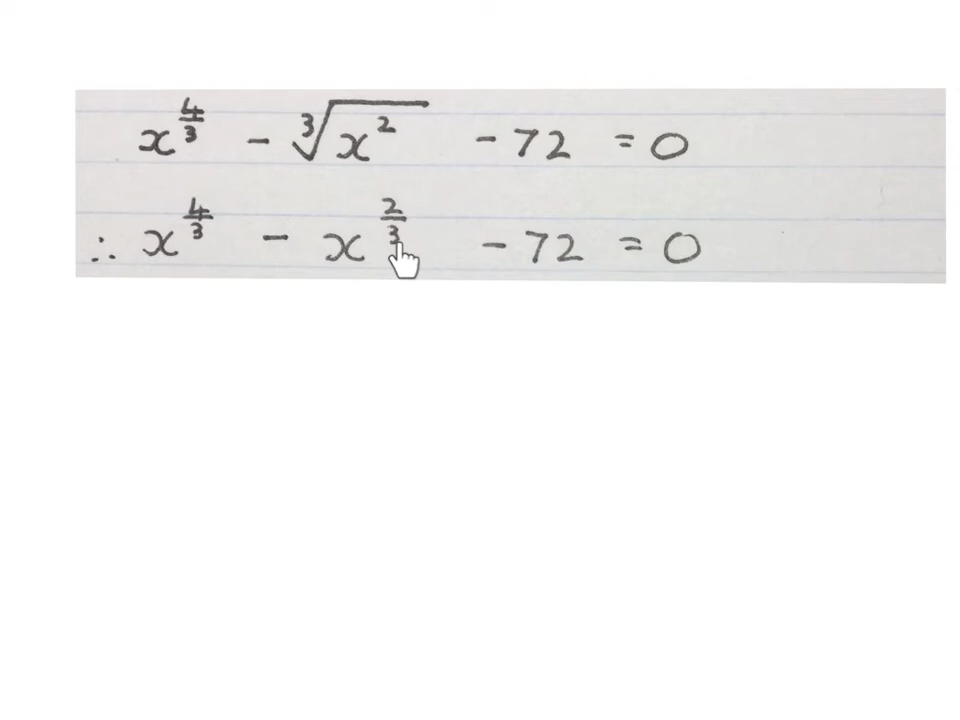 x^{4/3} - ∛(x²) - 72 = 0
∴ x^{4/3} - x^{2/3} - 72 = 0